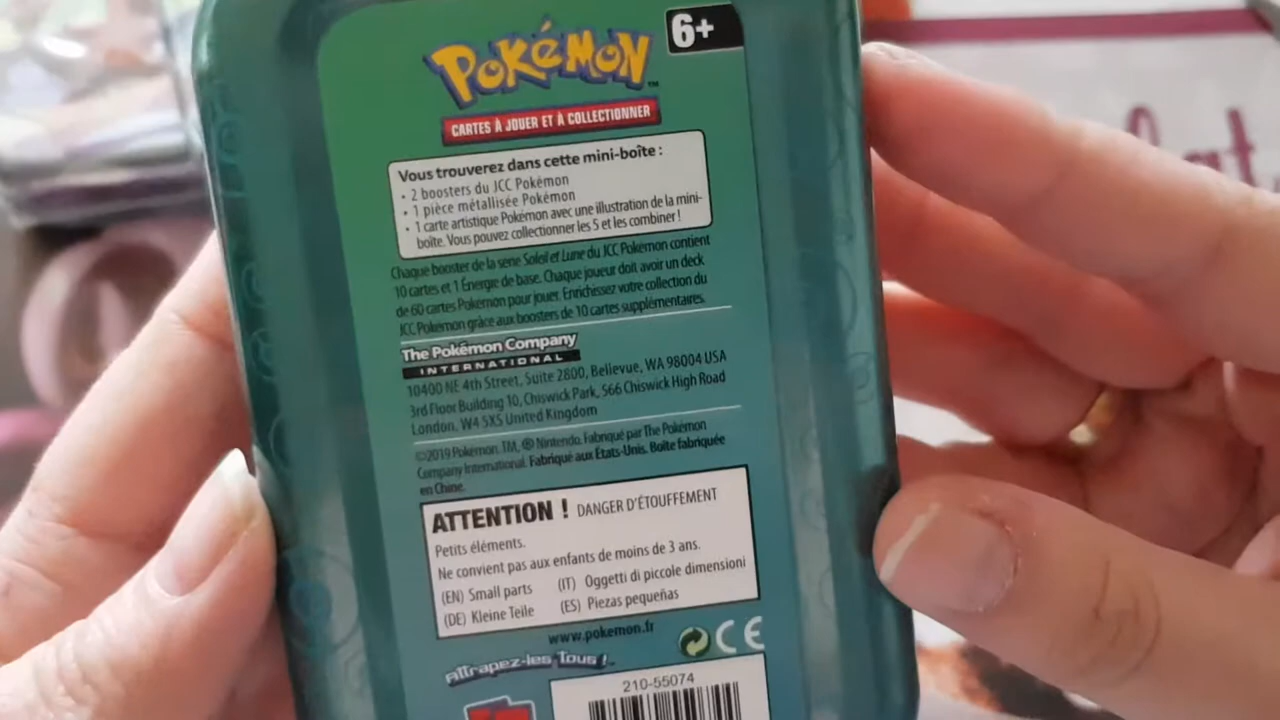 POKéMON
6+
CARTES À JOUER ET À COLLECTIONNER
Vous trouverez dans cette mini-boîte :
• 2 boosters du JCC Pokémon
• 1 pièce métallisée Pokémon
• 1 carte artistique Pokémon avec une illustration de la mini-
boîte. Vous pouvez collectionner les 5 et les combiner !
Chaque booster de la série Soleil et Lune du JCC Pokémon contient
10 cartes et 1 Énergie de base. Chaque joueur doit avoir un deck
de 60 cartes Pokémon pour jouer. Enrichissez votre collection du
JCC Pokémon grâce aux boosters de 10 cartes supplémentaires.
The Pokémon Company
INTERNATIONAL
10400 NE 4th Street, Suite 2800, Bellevue, WA 98004 USA
3rd Floor Building 10, Chiswick Park, 566 Chiswick High Road
London, W4 5XS United Kingdom
©2019 Pokémon. TM, ® Nintendo. Fabriqué par The Pokémon
Company International. Fabriqué aux États-Unis. Boîte fabriquée
en Chine.
ATTENTION ! DANGER D'ÉTOUFFEMENT
Petits éléments.
Ne convient pas aux enfants de moins de 3 ans.
(EN) Small parts (IT) Oggetti di piccole dimensioni
(DE) Kleine Teile (ES) Piezas pequeñas
www.pokemon.fr
CE
Attrapez-les Tous !
210-55074